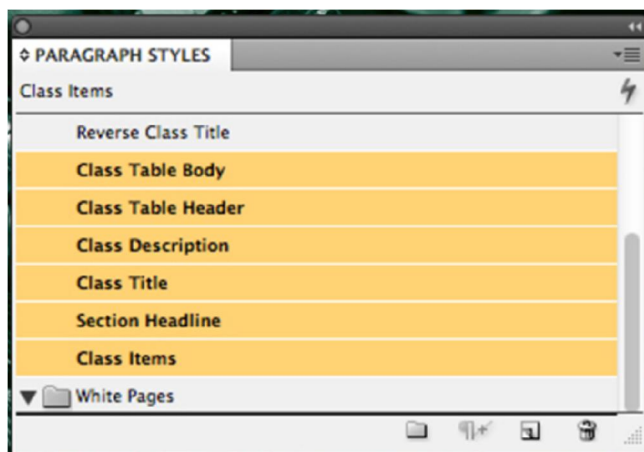 PARAGRAPH STYLES
Class Items
Reverse Class Title
Class Table Body
Class Table Header
Class Description
Class Title
Section Headline
Class Items
White Pages